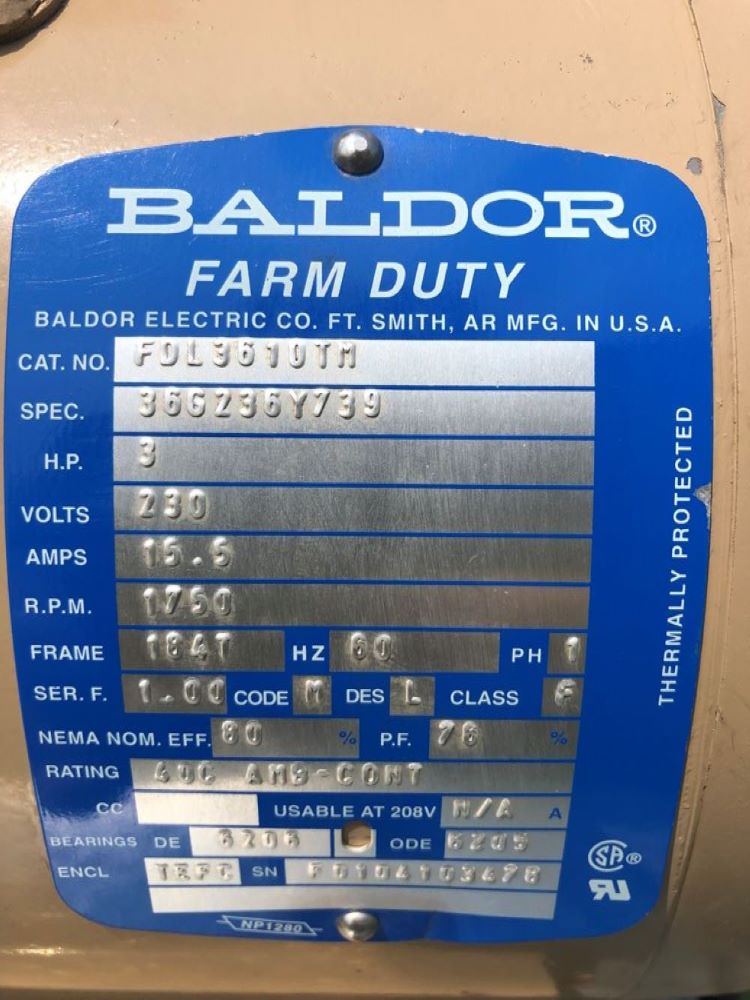 BALDOR®
FARM DUTY
BALDOR ELECTRIC CO. FT. SMITH, AR MFG. IN U.S.A.
CAT. NO. FDL3610TM
SPEC. 36G236Y739
H.P. 3
VOLTS 230
AMPS 15.5
R.P.M. 1750
FRAME 184T HZ 60 PH 1
SER. F. 1.00 CODE M DES L CLASS F
NEMA NOM. EFF. 80 % P.F. 76 %
RATING 40C AMB-CONT
CC USABLE AT 208V N/A A
BEARINGS DE 6206 ODE 6205
ENCL TEFC SN F0104103478
THERMALLY PROTECTED
SA®
NP1280